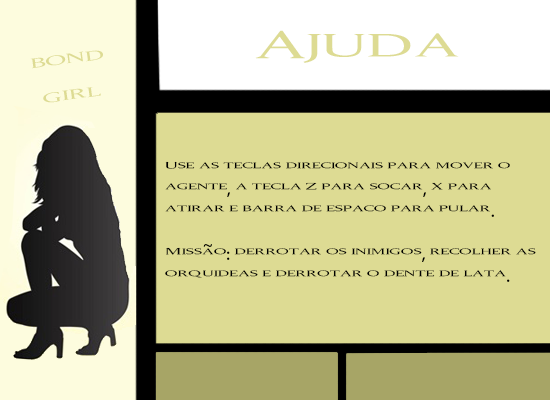 BOND
GIRL
AJUDA
USE AS TECLAS DIRECIONAIS PARA MOVER O
AGENTE, A TECLA Z PARA SOCAR, X PARA
ATIRAR E BARRA DE ESPACO PARA PULAR.
MISSÃO: DERROTAR OS INIMIGOS, RECOLHER AS
ORQUIDEAS E DERROTAR O DENTE DE LATA.